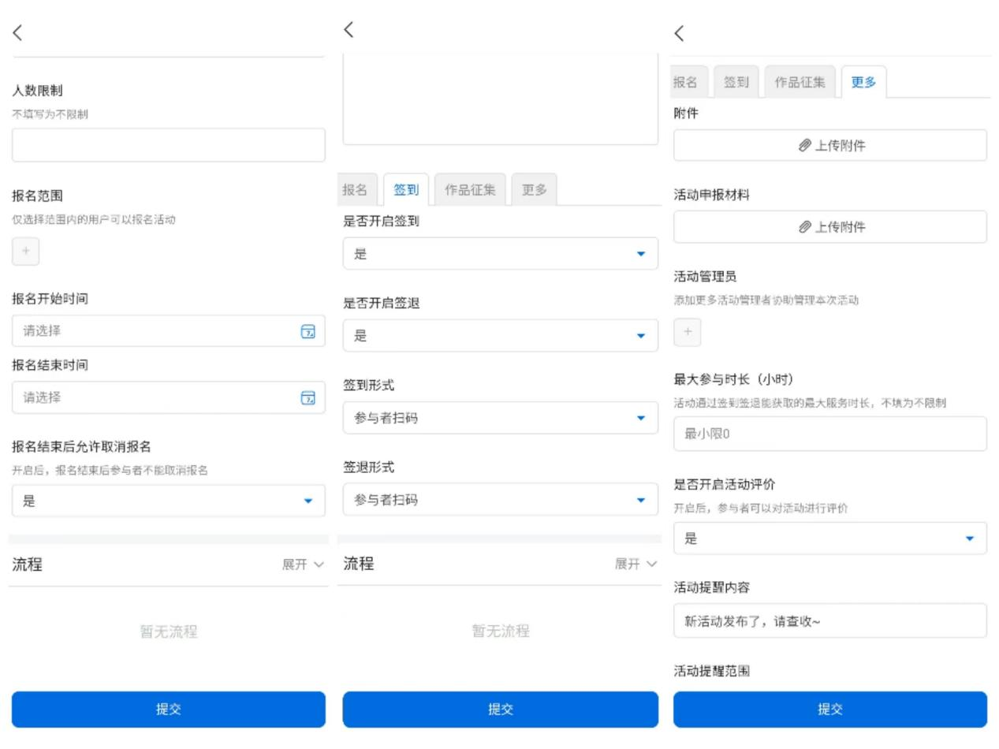 人数限制
不填写为不限制
报名范围
仅选择范围内的用户可以报名活动
+
报名开始时间
请选择
报名结束时间
请选择
报名结束后允许取消报名
开启后，报名结束后参与者不能取消报名
是
流程
展开
暂无流程
提交
报名
签到
作品征集
更多
是否开启签到
是
是否开启签退
是
签到形式
参与者扫码
签退形式
参与者扫码
流程
展开
暂无流程
提交
报名
签到
作品征集
更多
附件
上传附件
活动申报材料
上传附件
活动管理员
添加更多活动管理者协助管理本次活动
+
最大参与时长（小时）
活动通过签到签退能获取的最大服务时长，不填为不限制
最小限0
是否开启活动评价
开启后，参与者可以对活动进行评价
是
活动提醒内容
新活动发布了，请查收~
活动提醒范围
提交